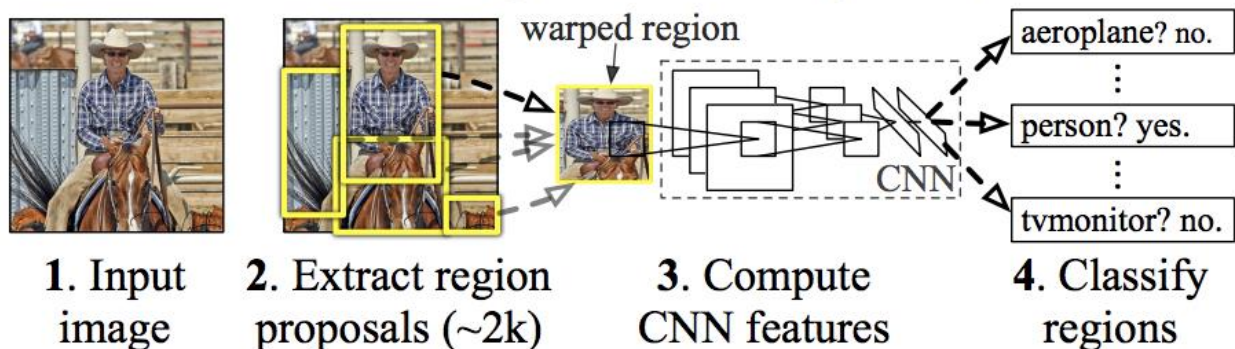 warped region
aeroplane? no.
person? yes.
CNN
tvmonitor? no.
1. Input
image
2. Extract region
proposals (~2k)
3. Compute
CNN features
4. Classify
regions